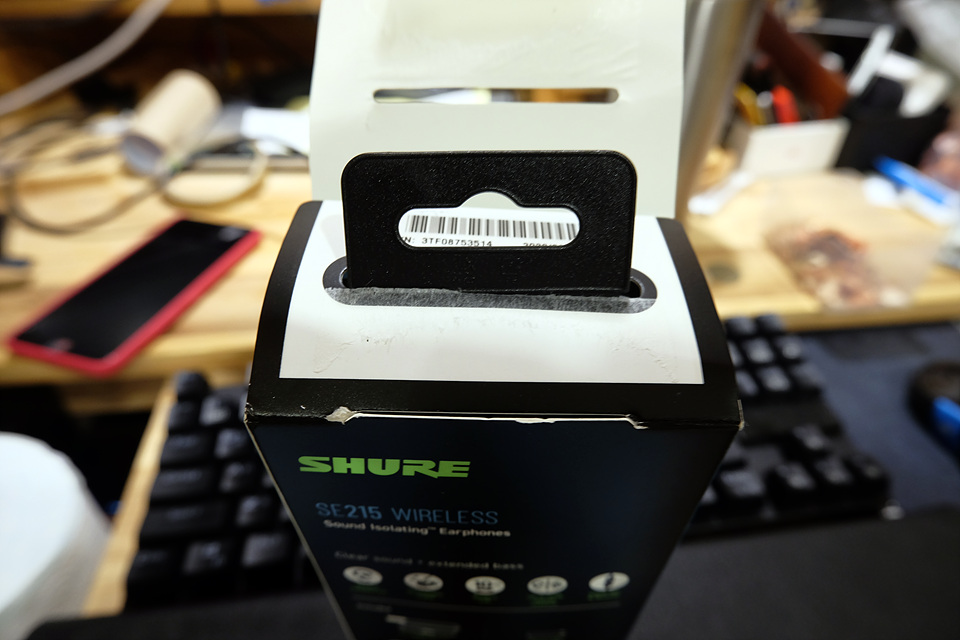 N: 3TF08753514
SHURE
SE215 WIRELESS
Sound Isolating™ Earphones
Clear sound + extended bass